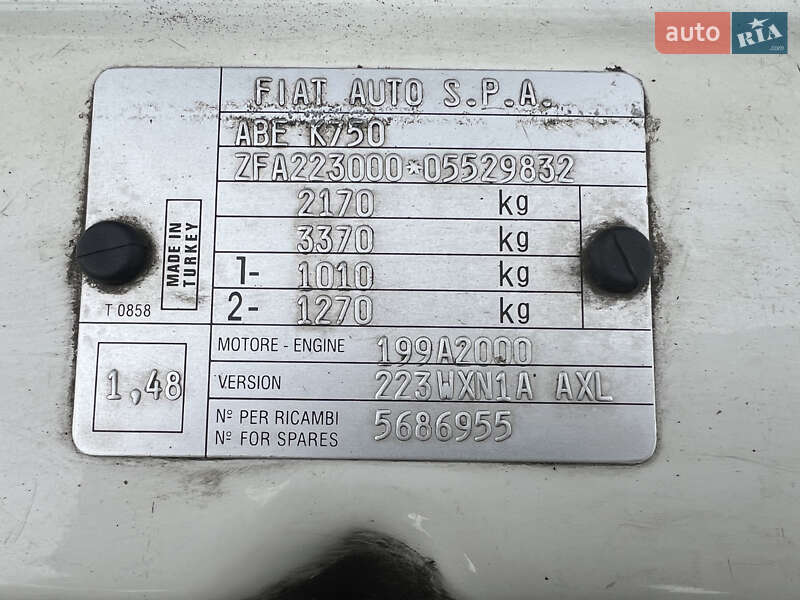 auto RIA .com
FIAT AUTO S.P.A.
ABE K750
ZFA223000*05529832
2170 kg
3370 kg
1- 1010 kg
2- 1270 kg
MADE IN
TURKEY
T 0858
1,48
MOTORE - ENGINE 199A2000
VERSION 223WXN1A AXL
Nº PER RICAMBI
Nº FOR SPARES
5686955